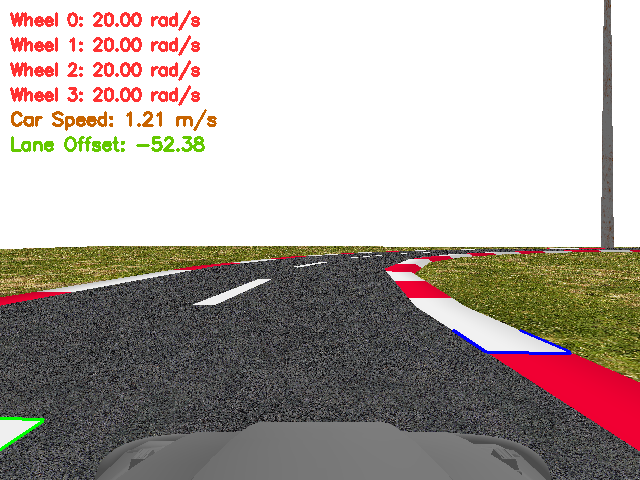 Wheel 0: 20.00 rad/s
Wheel 1: 20.00 rad/s
Wheel 2: 20.00 rad/s
Wheel 3: 20.00 rad/s
Car Speed: 1.21 m/s
Lane Offset: -52.38